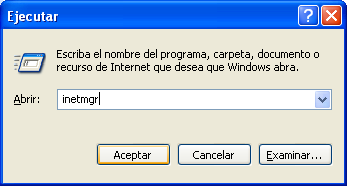 Ejecutar
Escriba el nombre del programa, carpeta, documento o
recurso de Internet que desea que Windows abra.
Abrir: inetmgr
Aceptar Cancelar Examinar...